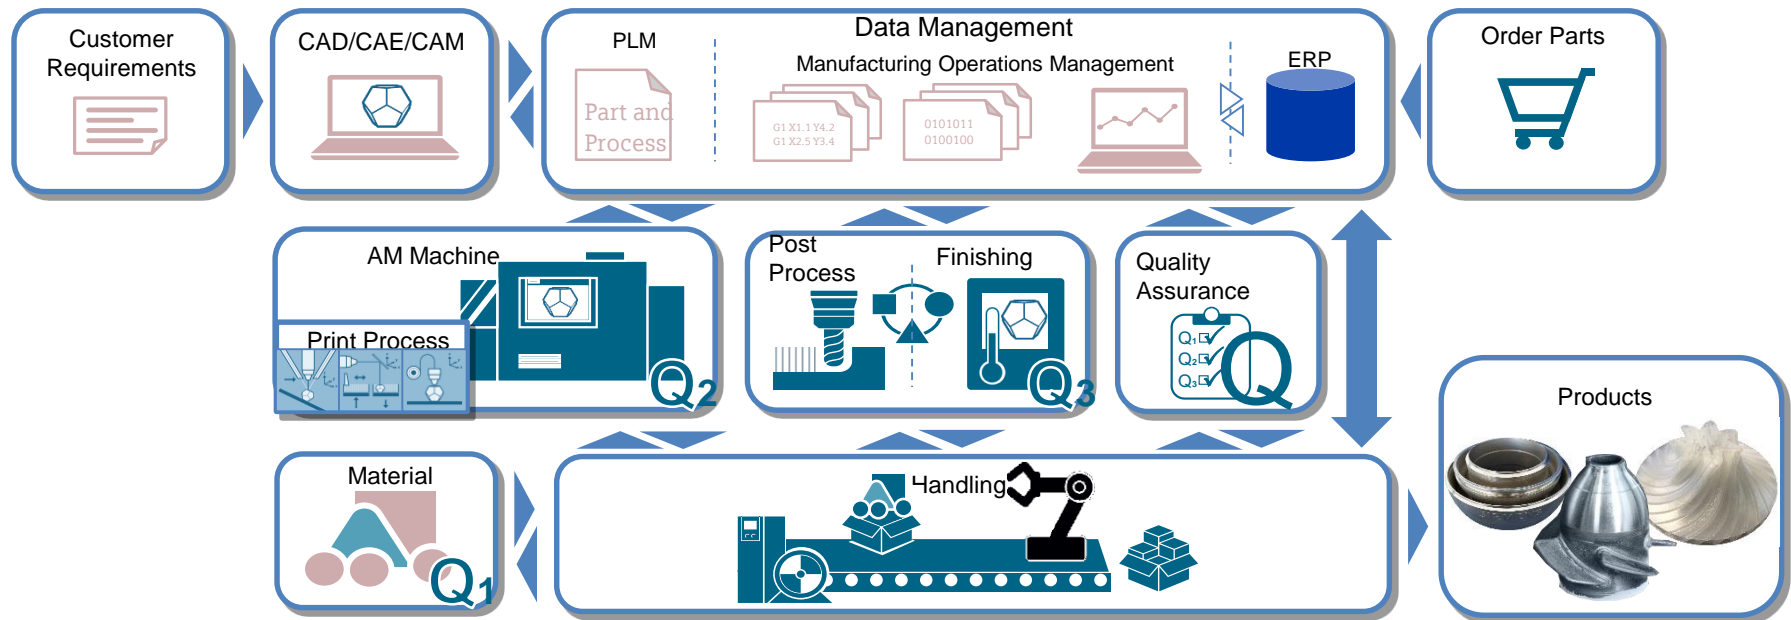 Customer
Requirements
CAD/CAE/CAM
Data Management
PLM
Manufacturing Operations Management
ERP
Part and
Process
G1 X1.1 Y4.2
G1 X2.5 Y3.4
0101011
0100100
Order Parts
AM Machine
Print Process
Q2
Post
Process
Finishing
Q3
Quality
Assurance
Q1
Q2
Q3
Q
Products
Material
Q1
Handling